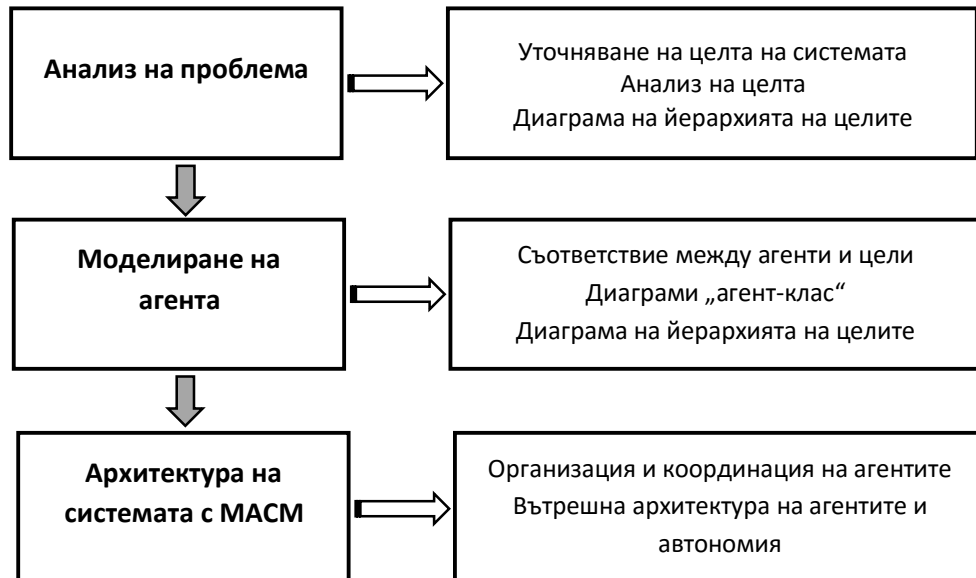 Анализ на проблема
Уточняване на целта на системата
Анализ на целта
Диаграма на йерархията на целите
Моделиране на
агента
Съответствие между агенти и цели
Диаграми „агент-клас“
Диаграма на йерархията на целите
Архитектура на
системата с МАСМ
Организация и координация на агентите
Вътрешна архитектура на агентите и
автономия